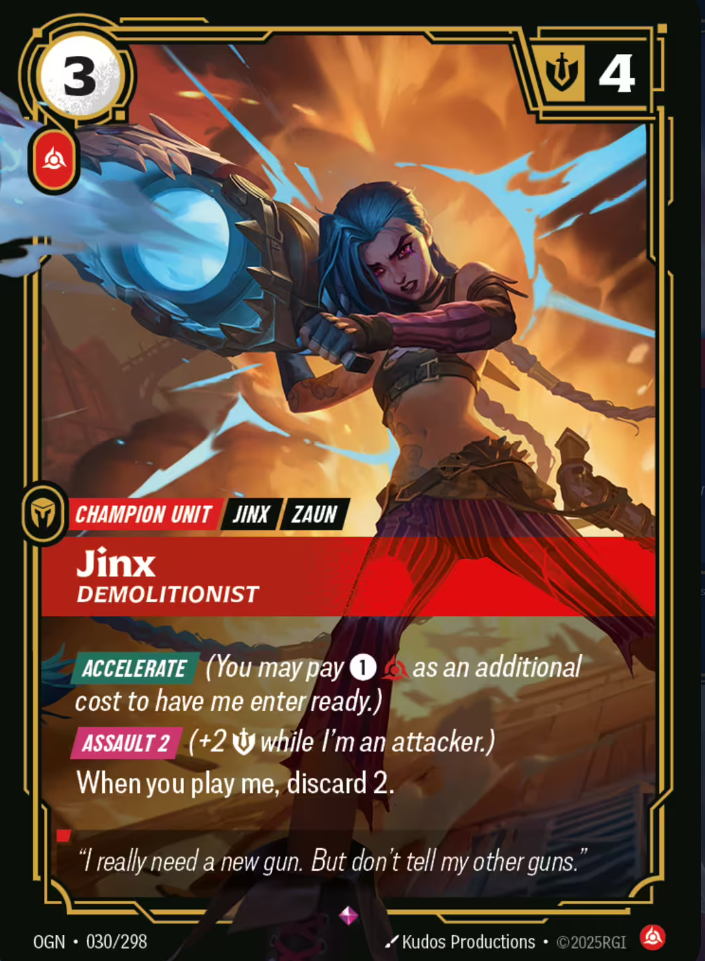 3
4
CHAMPION UNIT JINX ZAUN
Jinx
DEMOLITIONIST
ACCELERATE (You may pay 1 as an additional
cost to have me enter ready.)
ASSAULT 2 (+2 while I'm an attacker.)
When you play me, discard 2.
“I really need a new gun. But don't tell my other guns.”
OGN • 030/298
Kudos Productions • ©2025RGI